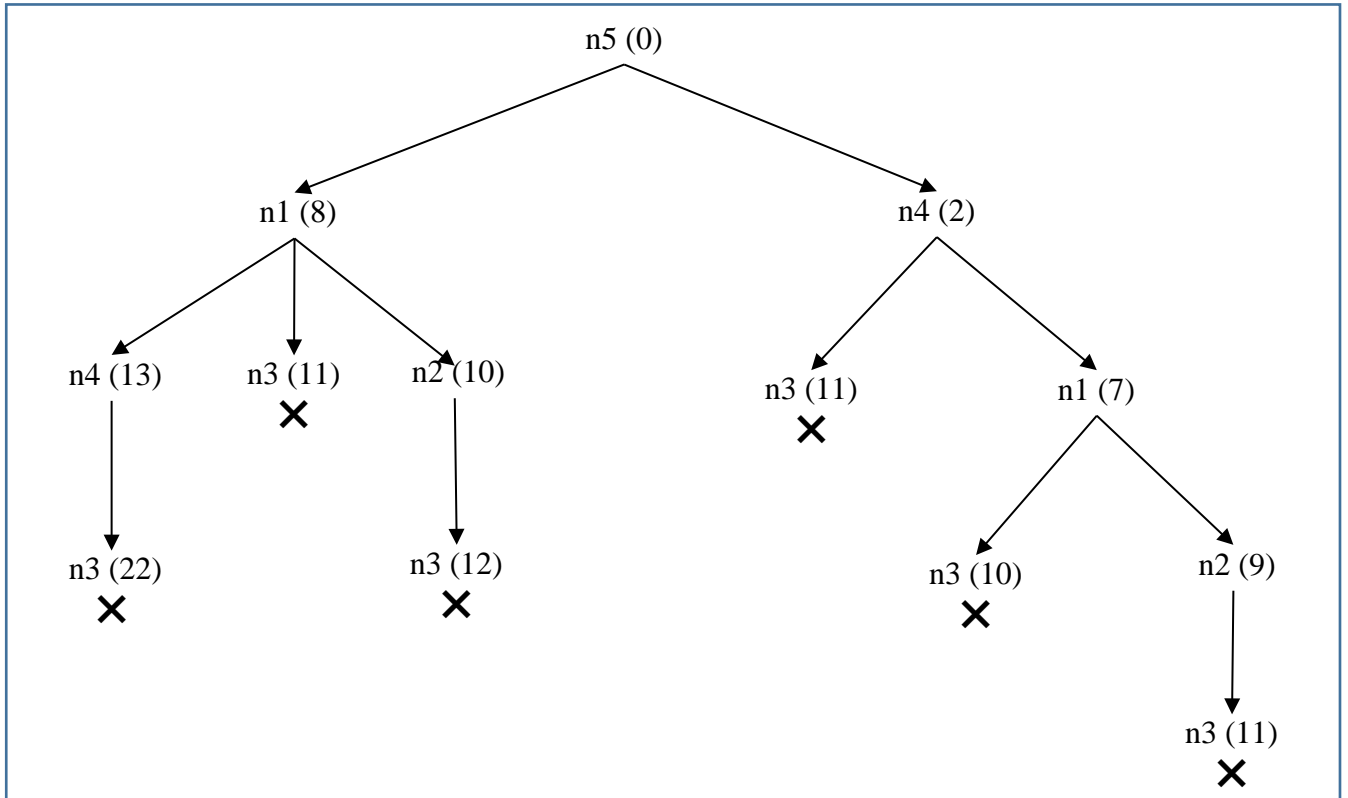 n5 (0)
n1 (8)
n4 (2)
n4 (13)
n3 (11)
n2 (10)
n3 (11)
n1 (7)
n3 (22)
n3 (12)
n3 (10)
n2 (9)
n3 (11)